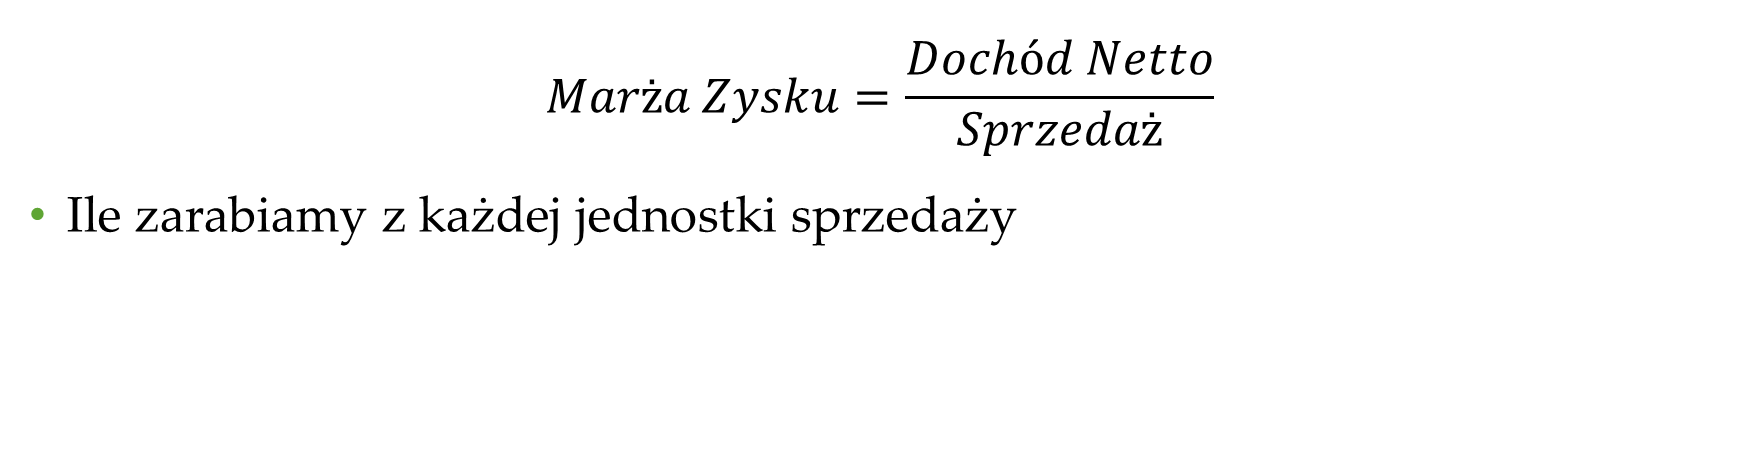 Marża Zysku = Dochód Netto / Sprzedaż
• Ile zarabiamy z każdej jednostki sprzedaży